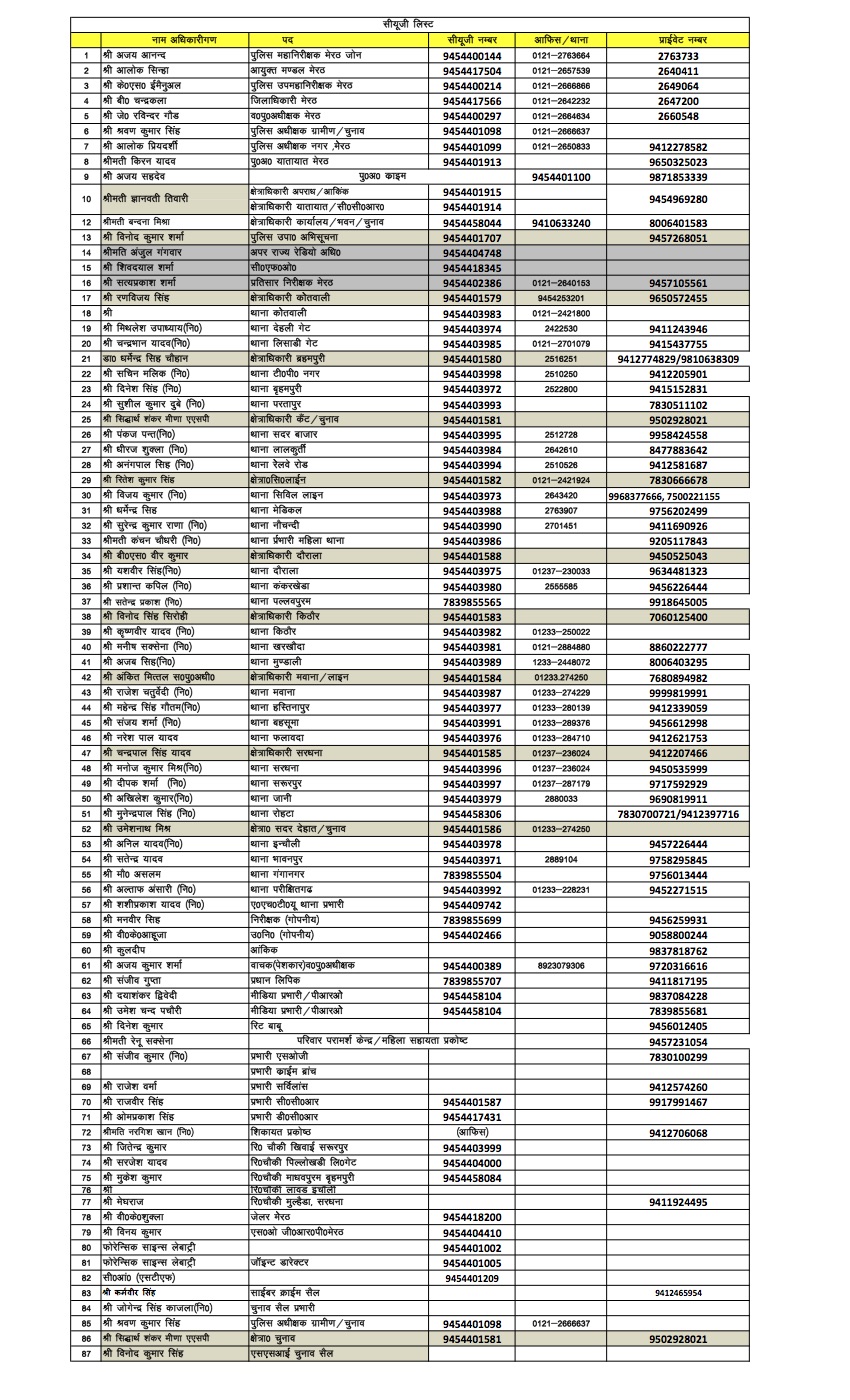 सीयूजी लिस्ट
नाम अधिकारीगण पद सीयूजी नम्बर आफिस/थाना प्राईवेट नम्बर
1 श्री अजय आनन्द पुलिस महानिरीक्षक मेरठ जोन 9454400144 0121–2763664 2763733
2 श्री आलोक सिन्हा आयुक्त मण्डल मेरठ 9454417504 0121–2657539 2640411
3 श्री के0एस0 ईमैनुअल पुलिस उपमहानिरीक्षक मेरठ 9454400214 0121–2666866 2649064
4 श्री बी0 चन्द्रकला जिलाधिकारी मेरठ 9454417566 0121–2642232 2647200
5 श्री जे0 रविन्दर गौड व0पु0अधीक्षक मेरठ 9454400297 0121–2664634 2660548
6 श्री श्रवण कुमार सिंह पुलिस अधीक्षक ग्रामीण/चुनाव 9454401098 0121–2666637
7 श्री आलोक प्रियदर्शी पुलिस अधीक्षक नगर ,मेरठ 9454401099 0121–2650833 9412278582
8 श्रीमती किरन यादव पु0अ0 यातायात मेरठ 9454401913 9650325023
9 श्री अजय सहदेव पु0अ0 काइम 9454401100 9871853339
10 श्रीमती ज्ञानवती तिवारी क्षेत्राधिकारी अपराध/आकिंक 9454401915 9454969280
क्षेत्राधिकारी यातायात/सी0सी0आर0 9454401914
12 श्रीमती बन्दना मिश्रा क्षेत्राधिकारी कार्यालय/भवन/चुनाव 9454458044 9410633240 8006401583
13 श्री विनोद कुमार शर्मा पुलिस उपा0 अभिसूचना 9454401707 9457268051
14 श्रीमति अंजुल गंगवार अपर राज्य रेडियो अधि0 9454404748
15 श्री शिवदयाल शर्मा सी0एफ0ओ0 9454418345
16 श्री सत्यप्रकाश शर्मा प्रतिसार निरीक्षक मेरठ 9454402386 0121–2640153 9457105561
17 श्री रणविजय सिंह क्षेत्राधिकारी कोतवाली 9454401579 9454253201 9650572455
18 श्री थाना कोतवाली 9454403983 0121–2421800
19 श्री मिथलेश उपाध्याय(नि0) थाना देहली गेट 9454403974 2422530 9411243946
20 श्री चन्द्रभान यादव(नि0) थाना लिसाडी गेट 9454403985 0121–2701079 9415437755
21 डा0 धर्मेन्द्र सिह चौहान क्षेत्राधिकारी ब्रहमपुरी 9454401580 2516251 9412774829/9810638309
22 श्री सचिन मलिक (नि0) थाना टी0पी0 नगर 9454403998 2510250 9412205901
23 श्री दिनेश सिंह (नि0) थाना बृहमपुरी 9454403972 2522800 9415152831
24 श्री सुशील कुमार दुबे (नि0) थाना परतापुर 9454403993 7830511102
25 श्री सिद्धार्थ शंकर मीणा एएसपी क्षेत्राधिकारी कैंट/चुनाव 9454401581 9502928021
26 श्री पंकज पन्त(नि0) थाना सदर बाजार 9454403995 2512728 9958424558
27 श्री धीरज शुक्ला (नि0) थाना लालकुर्ती 9454403984 2642610 8477883642
28 श्री अनंगपाल सिह (नि0) थाना रेलवे रोड 9454403994 2510526 9412581687
29 श्री रितेश कुमार सिंह क्षेत्रा0सि0लाईन 9454401582 0121–2421924 7830666678
30 श्री विजय कुमार (नि0) थाना सिविल लाइन 9454403973 2643420 9968377666, 7500221155
31 श्री धर्मेन्द्र सिह थाना मेडिकल 9454403988 2763907 9756202499
32 श्री सुरेन्द्र कुमार राणा (नि0) थाना नौचन्दी 9454403990 2701451 9411690926
33 श्रीमती कंचन चौधरी (नि0) थाना र्प्रभारी महिला थाना 9454403986 9205117843
34 श्री बी0एस0 वीर कुमार क्षेत्राधिकारी दौराला 9454401588 9450525043
35 श्री यशवीर सिंह(नि0) थाना दौराला 9454403975 01237–230033 9634481323
36 श्री प्रशान्त कपिल (नि0) थाना कंकरखेडा 9454403980 2555585 9456226444
37 श्री सतेन्द्र प्रकाश (नि0) थाना पल्लवपुरम 7839855565 9918645005
38 श्री विनोद सिंह सिरोही क्षेत्राधिकारी किठौर 9454401583 7060125400
39 श्री कृष्णवीर यादव (नि0) थाना किठौर 9454403982 01233–250022
40 श्री मनीष सक्सेना (नि0) थाना खरखौदा 9454403981 0121–2884880 8860222777
41 श्री अजब सिह(नि0) थाना मुण्डाली 9454403989 1233–2448072 8006403295
42 श्री अंकित मित्तल स0पु0अधी0 क्षेत्राधिकारी मवाना/लाइन 9454401584 01233.274250 7680894982
43 श्री राजेश चतुर्वेदी (नि0) थाना मवाना 9454403987 01233–274229 9999819991
44 श्री महेन्द्र सिंह गौतम(नि0) थाना हस्तिनापुर 9454403977 01233–280139 9412339059
45 श्री संजय शर्मा (नि0) थाना बहसूमा 9454403991 01233–289376 9456612998
46 श्री नरेश पाल यादव थाना फलावदा 9454403976 01233–284710 9412621753
47 श्री चन्द्रपाल सिंह यादव क्षेत्राधिकारी सरधना 9454401585 01237–236024 9412207466
48 श्री मनोज कुमार मिश्र(नि0) थाना सरधना 9454403996 01237–236024 9450535999
49 श्री दीपक शर्मा (नि0) थाना सरूरपुर 9454403997 01237–287179 9717592929
50 श्री अखिलेश कुमार(नि0) थाना जानी 9454403979 2880033 9690819911
51 श्री मुनेन्द्रपाल सिंह (नि0) थाना रोहटा 9454458306 7830700721/9412397716
52 श्री उमेशनाथ मिश्र क्षेत्रा0 सदर देहात/चुनाव 9454401586 01233–274250
53 श्री अनिल यादव(नि0) थाना इन्चौली 9454403978 9457226444
54 श्री सतेन्द्र यादव थाना भावनपुर 9454403971 2889104 9758295845
55 श्री मौ0 असलम थाना गंगानगर 7839855504 9756013444
56 श्री अल्ताफ अंसारी (नि0) थाना परीक्षितगढ 9454403992 01233–228231 9452271515
57 श्री शशीप्रकाश यादव (नि0) ए0एच0टी0यू थाना प्रभारी 9454409742
58 श्री मनवीर सिह निरीक्षक (गोपनीय) 7839855699 9456259931
59 श्री वी0के0आहूजा उ0नि0 (गोपनीय) 9454402466 9058800244
60 श्री कुलदीप आंकिक 9837818762
61 श्री अजय कुमार शर्मा वाचक(पेशकार)व0पु0अधीक्षक 9454400389 8923079306 9720316616
62 श्री संजीव गुप्ता प्रधान लिपिक 7839855707 9411817195
63 श्री दयाशंकर द्विवेदी मीडिया प्रभारी/पीआरओ 9454458104 9837084228
64 श्री उमेश चन्द पचौरी मीडिया प्रभारी/पीआरओ 9454458104 7839855681
65 श्री दिनेश कुमार रिट बाबू 9456012405
66 श्रीमती रेनू सक्सेना परिवार परामर्श केन्द्र/महिला सहायता प्रकोष्ट 9457231054
67 श्री संजीव कुमार (नि0) प्रभारी एसओजी 7830100299
68 प्रभारी काईम ब्रांच
69 श्री राजेश वर्मा प्रभारी सर्विलांस 9412574260
70 श्री राजवीर सिंह प्रभारी सी0सी0आर 9454401587 9917991467
71 श्री ओमप्रकाश सिंह प्रभारी डी0सी0आर 9454417431
72 श्रीमति नरगिश खान (नि0) शिकायत प्रकोष्ठ (आफिस) 9412706068
73 श्री जितेन्द्र कुमार रि0 चौकी खिवाई सरूरपुर 9454403999
74 श्री सरजेश यादव रि0चौकी पिल्लोखडी लि0गेट 9454404000
75 श्री मुकेश कुमार रि0चौकी माधवपुरम बृहमपुरी 9454458084
76 श्री रि0चौकी लावड इचौली
77 श्री मेघराज रि0चौकी मुल्हैडा, सरधना 9411924495
78 श्री वी0के0शुक्ला जेलर मेरठ 9454418200
79 श्री विनय कुमार एस0ओ जी0आर0पी0मेरठ 9454404410
80 फोरेन्सिक साइन्स लेबाट्री 9454401002
81 फोरेन्सिक साइन्स लेबाट्री जॉइन्ट डारेक्टर 9454401005
82 सी0ओ0 (एसटीएफ) 9454401209
83 श्री कर्मवीर सिंह साईबर क्राईम सैल 9412465954
84 श्री जोगेन्द्र सिंह काजला(नि0) चुनाव सैल प्रभारी
85 श्री श्रवण कुमार सिंह पुलिस अधीक्षक ग्रामीण/चुनाव 9454401098 0121–2666637
86 श्री सिद्धार्थ शंकर मीणा एएसपी क्षेत्रा0 चुनाव 9454401581 9502928021
87 श्री विनोद कुमार सिंह एसएसआई चुनाव सैल